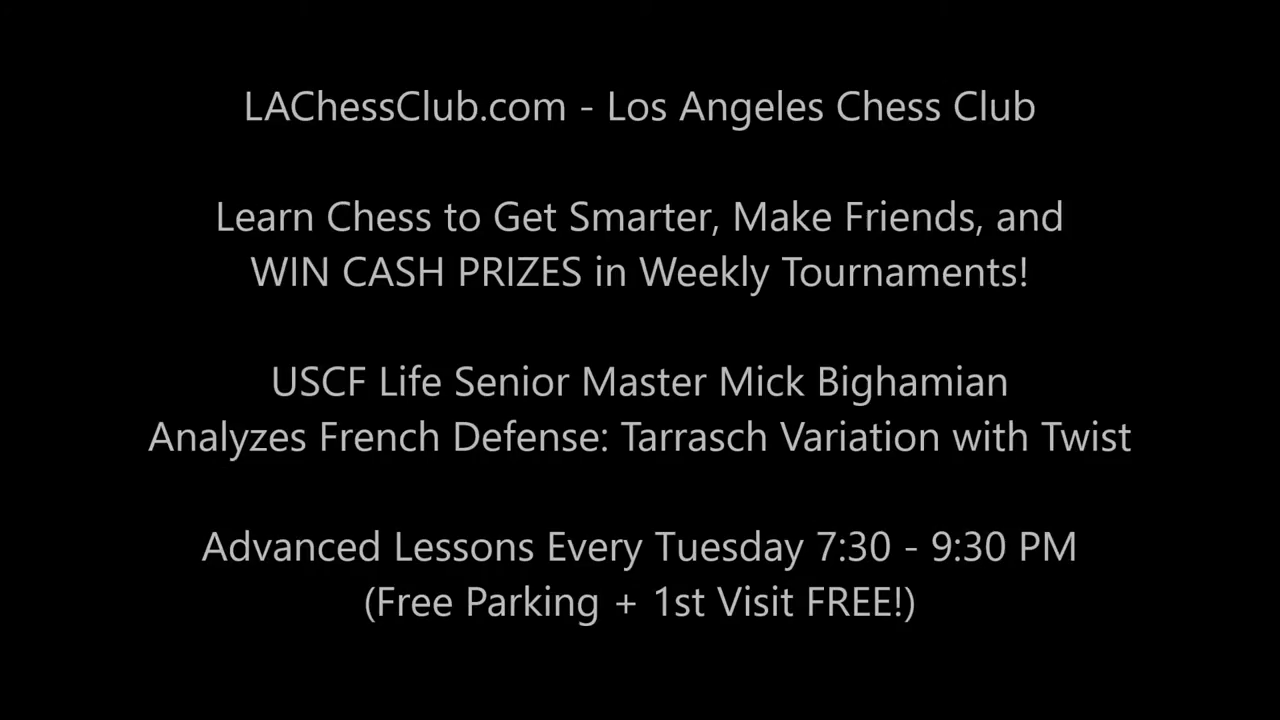 LAChessClub.com - Los Angeles Chess Club
Learn Chess to Get Smarter, Make Friends, and
WIN CASH PRIZES in Weekly Tournaments!
USCF Life Senior Master Mick Bighamian
Analyzes French Defense: Tarrasch Variation with Twist
Advanced Lessons Every Tuesday 7:30 - 9:30 PM
(Free Parking + 1st Visit FREE!)